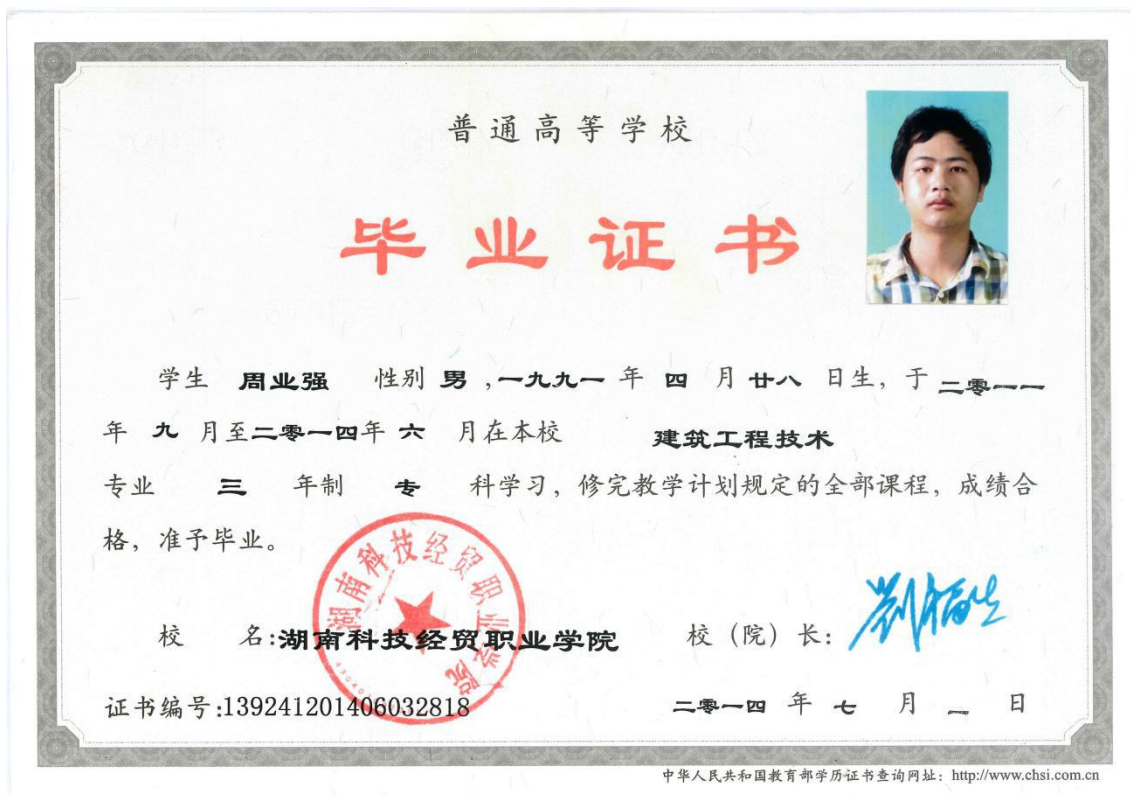 普通高等学校
毕业证书
学生 周业强 性别 男 ,一九九一 年 四 月 廿八 日生，于 二零一一
年 九 月至二零一四年 六 月在本校 建筑工程技术
专业 三 年制 专 科学习，修完教学计划规定的全部课程，成绩合
格，准予毕业。
湖南科技经贸职业学院
校 名:湖南科技经贸职业学院 校（院）长：
证书编号:139241201406032818 二零一四 年 七 月 一 日
中华人民共和国教育部学历证书查询网址：http://www.chsi.com.cn